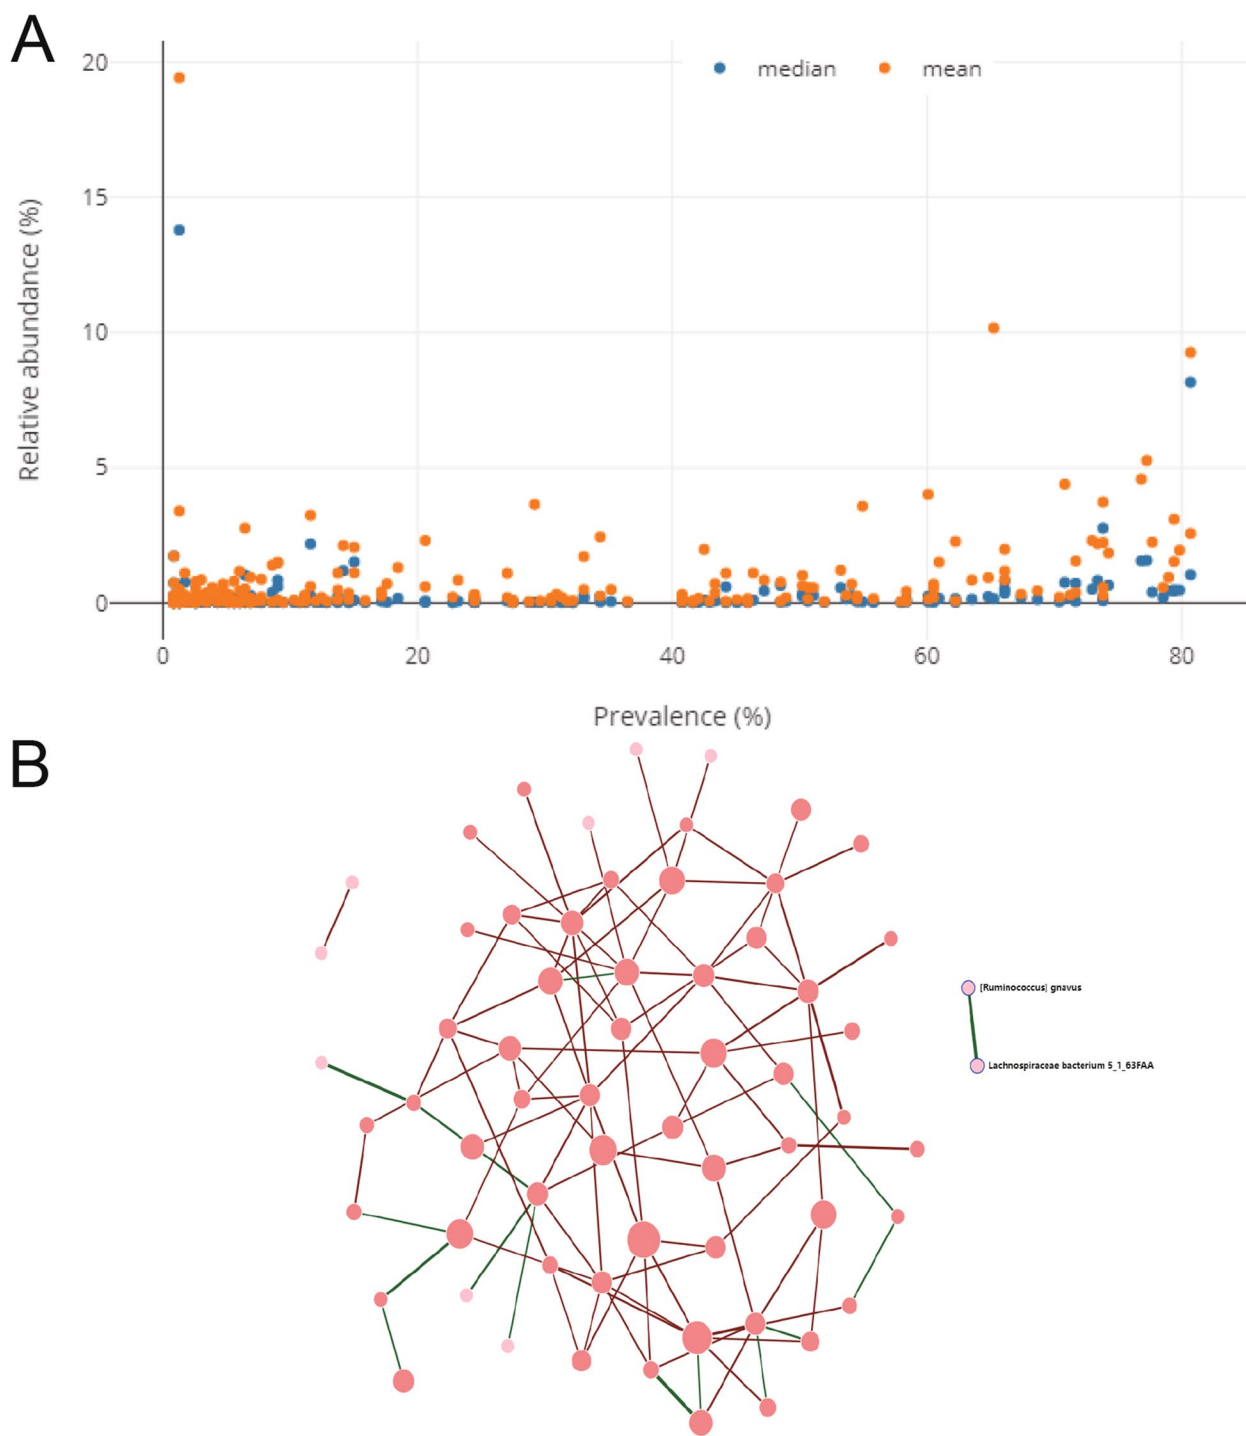 A
20
median
mean
15
10
5
0
Relative abundance (%)
0
20
40
60
80
Prevalence (%)
B
[Ruminococcus] gnavus
Lachnospiraceae bacterium 5_1_63FAA